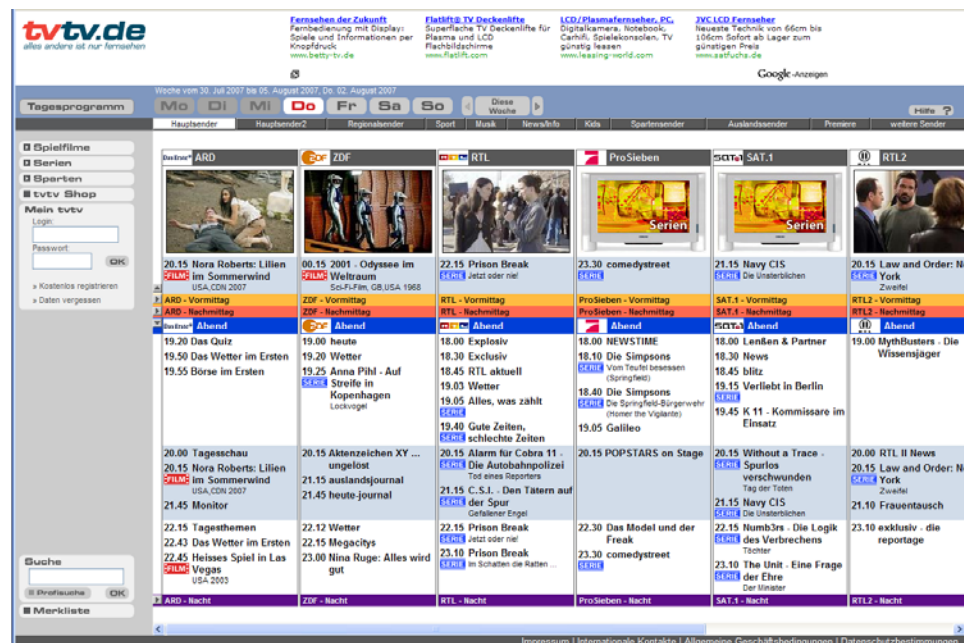 tvtv.de
alles andere ist nur fernsehen
Fernsehen der Zukunft
Fernbedienung mit Display:
Spiele und Informationen per
Knopfdruck
www.betty-tv.de
Flatlift® TV Deckenlifte
Superflache TV Deckenlifte für
Plasma und LCD
Flachbildschirme
www.flatlift.com
LCD/Plasmafernseher, PC,
Digitalkamera, Notebook,
Carhifi, Spielekonsolen, TV
günstig leasen
www.leasing-world.com
JVC LCD Fernseher
Neueste Technik von 66cm bis
106cm Sofort ab Lager zum
günstigen Preis
www.satfuchs.de
Google-Anzeigen
Woche vom 30. Juli 2007 bis 05. August 2007, Do. 02. August 2007
Tagesprogramm
Mo Di Mi Do Fr Sa So Diese Woche
Hilfe ?
Hauptsender Hauptsender2 Regionalsender Sport Musik News/Info Kids Spartensender Auslandssender Premiere weitere Sender
Spielfilme
Serien
Sparten
tvtv Shop
Mein tvtv
Login:
Passwort:
OK
» Kostenlos registrieren
» Daten vergessen
Suche
Profisuche OK
Merkliste
Das Erste ARD
20.15 Nora Roberts: Lilien
FILM im Sommerwind
USA,CDN 2007
ARD - Vormittag
ARD - Nachmittag
Das Erste Abend
19.20 Das Quiz
19.50 Das Wetter im Ersten
19.55 Börse im Ersten
20.00 Tagesschau
20.15 Nora Roberts: Lilien
FILM im Sommerwind
USA,CDN 2007
21.45 Monitor
22.15 Tagesthemen
22.43 Das Wetter im Ersten
22.45 Heisses Spiel in Las
FILM Vegas
USA 2003
ARD - Nacht
ZDF ZDF
00.15 2001 - Odyssee im
FILM Weltraum
Sci-Fi-Film, GB,USA 1968
ZDF - Vormittag
ZDF - Nachmittag
ZDF Abend
19.00 heute
19.20 Wetter
19.25 Anna Pihl - Auf
SERIE Streife in
Kopenhagen
Lockvogel
20.15 Aktenzeichen XY ...
ungelöst
21.15 auslandsjournal
21.45 heute-journal
22.12 Wetter
22.15 Megacitys
23.00 Nina Ruge: Alles wird
gut
ZDF - Nacht
RTL RTL
22.15 Prison Break
SERIE Jetzt oder nie!
RTL - Vormittag
RTL - Nachmittag
RTL Abend
18.00 Explosiv
18.30 Exclusiv
18.45 RTL aktuell
19.03 Wetter
19.05 Alles, was zählt
SERIE
19.40 Gute Zeiten,
SERIE schlechte Zeiten
20.15 Alarm für Cobra 11 -
SERIE Die Autobahnpolizei
Tod eines Reporters
21.15 C.S.I. - Den Tätern auf
SERIE der Spur
Gefallener Engel
22.15 Prison Break
SERIE Jetzt oder nie!
23.10 Prison Break
SERIE Im Schatten die Ratten ...
RTL - Nacht
ProSieben
Serien
23.30 comedystreet
SERIE
ProSieben - Vormittag
ProSieben - Nachmittag
Abend
18.00 NEWSTIME
18.10 Die Simpsons
SERIE Vom Teufel besessen
(Springfield)
18.40 Die Simpsons
SERIE Die Springfield-Bürgerwehr
(Homer the Vigilante)
19.05 Galileo
20.15 POPSTARS on Stage
22.30 Das Model und der
Freak
23.30 comedystreet
SERIE
ProSieben - Nacht
SAT.1 SAT.1
Serien
21.15 Navy CIS
SERIE Die Unsterblichen
SAT.1 - Vormittag
SAT.1 - Nachmittag
SAT.1 Abend
18.00 Lenßen & Partner
18.30 News
18.45 blitz
19.15 Verliebt in Berlin
SERIE
19.45 K 11 - Kommissare im
Einsatz
20.15 Without a Trace -
SERIE Spurlos
verschwunden
Tag der Toten
21.15 Navy CIS
SERIE Die Unsterblichen
22.15 Numb3rs - Die Logik
SERIE des Verbrechens
Töchter
23.10 The Unit - Eine Frage
SERIE der Ehre
Der Minister
SAT.1 - Nacht
RTL2
20.15 Law and Order: N
SERIE York
Zweifel
RTL2 - Vormittag
RTL2 - Nachmittag
Abend
19.00 MythBusters - Die
Wissensjäger
20.00 RTL II News
20.15 Law and Order: N
SERIE York
Zweifel
21.10 Frauentausch
23.10 exklusiv - die
reportage
RTL2 - Nacht
Impressum | Internationale Kontakte | Allgemeine Geschäftsbedingungen | Datenschutzbestimmungen